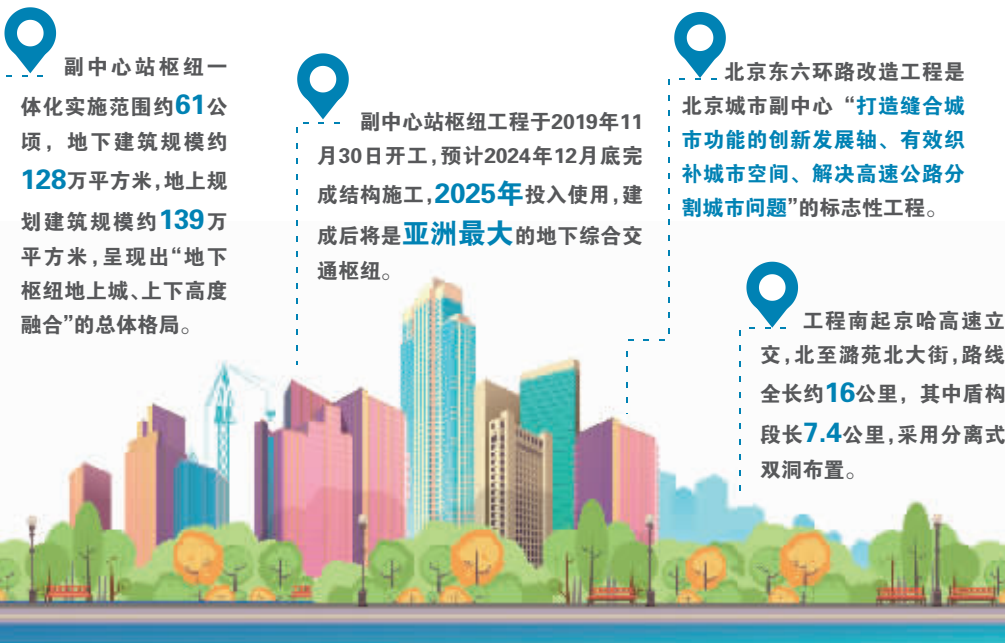 副中心站枢纽一
体化实施范围约61公
顷，地下建筑规模约
128万平方米，地上规
划建筑规模约139万
平方米，呈现出“地下
枢纽地上城、上下高度
融合”的总体格局。
副中心站枢纽工程于2019年11
月30日开工，预计2024年12月底完
成结构施工，2025年投入使用，建
成后将是亚洲最大的地下综合交
通枢纽。
北京东六环路改造工程是
北京城市副中心“打造缝合城
市功能的创新发展轴、有效织
补城市空间、解决高速公路分
割城市问题”的标志性工程。
工程南起京哈高速立
交，北至潞苑北大街，路线
全长约16公里，其中盾构
段长7.4公里，采用分离式
双洞布置。